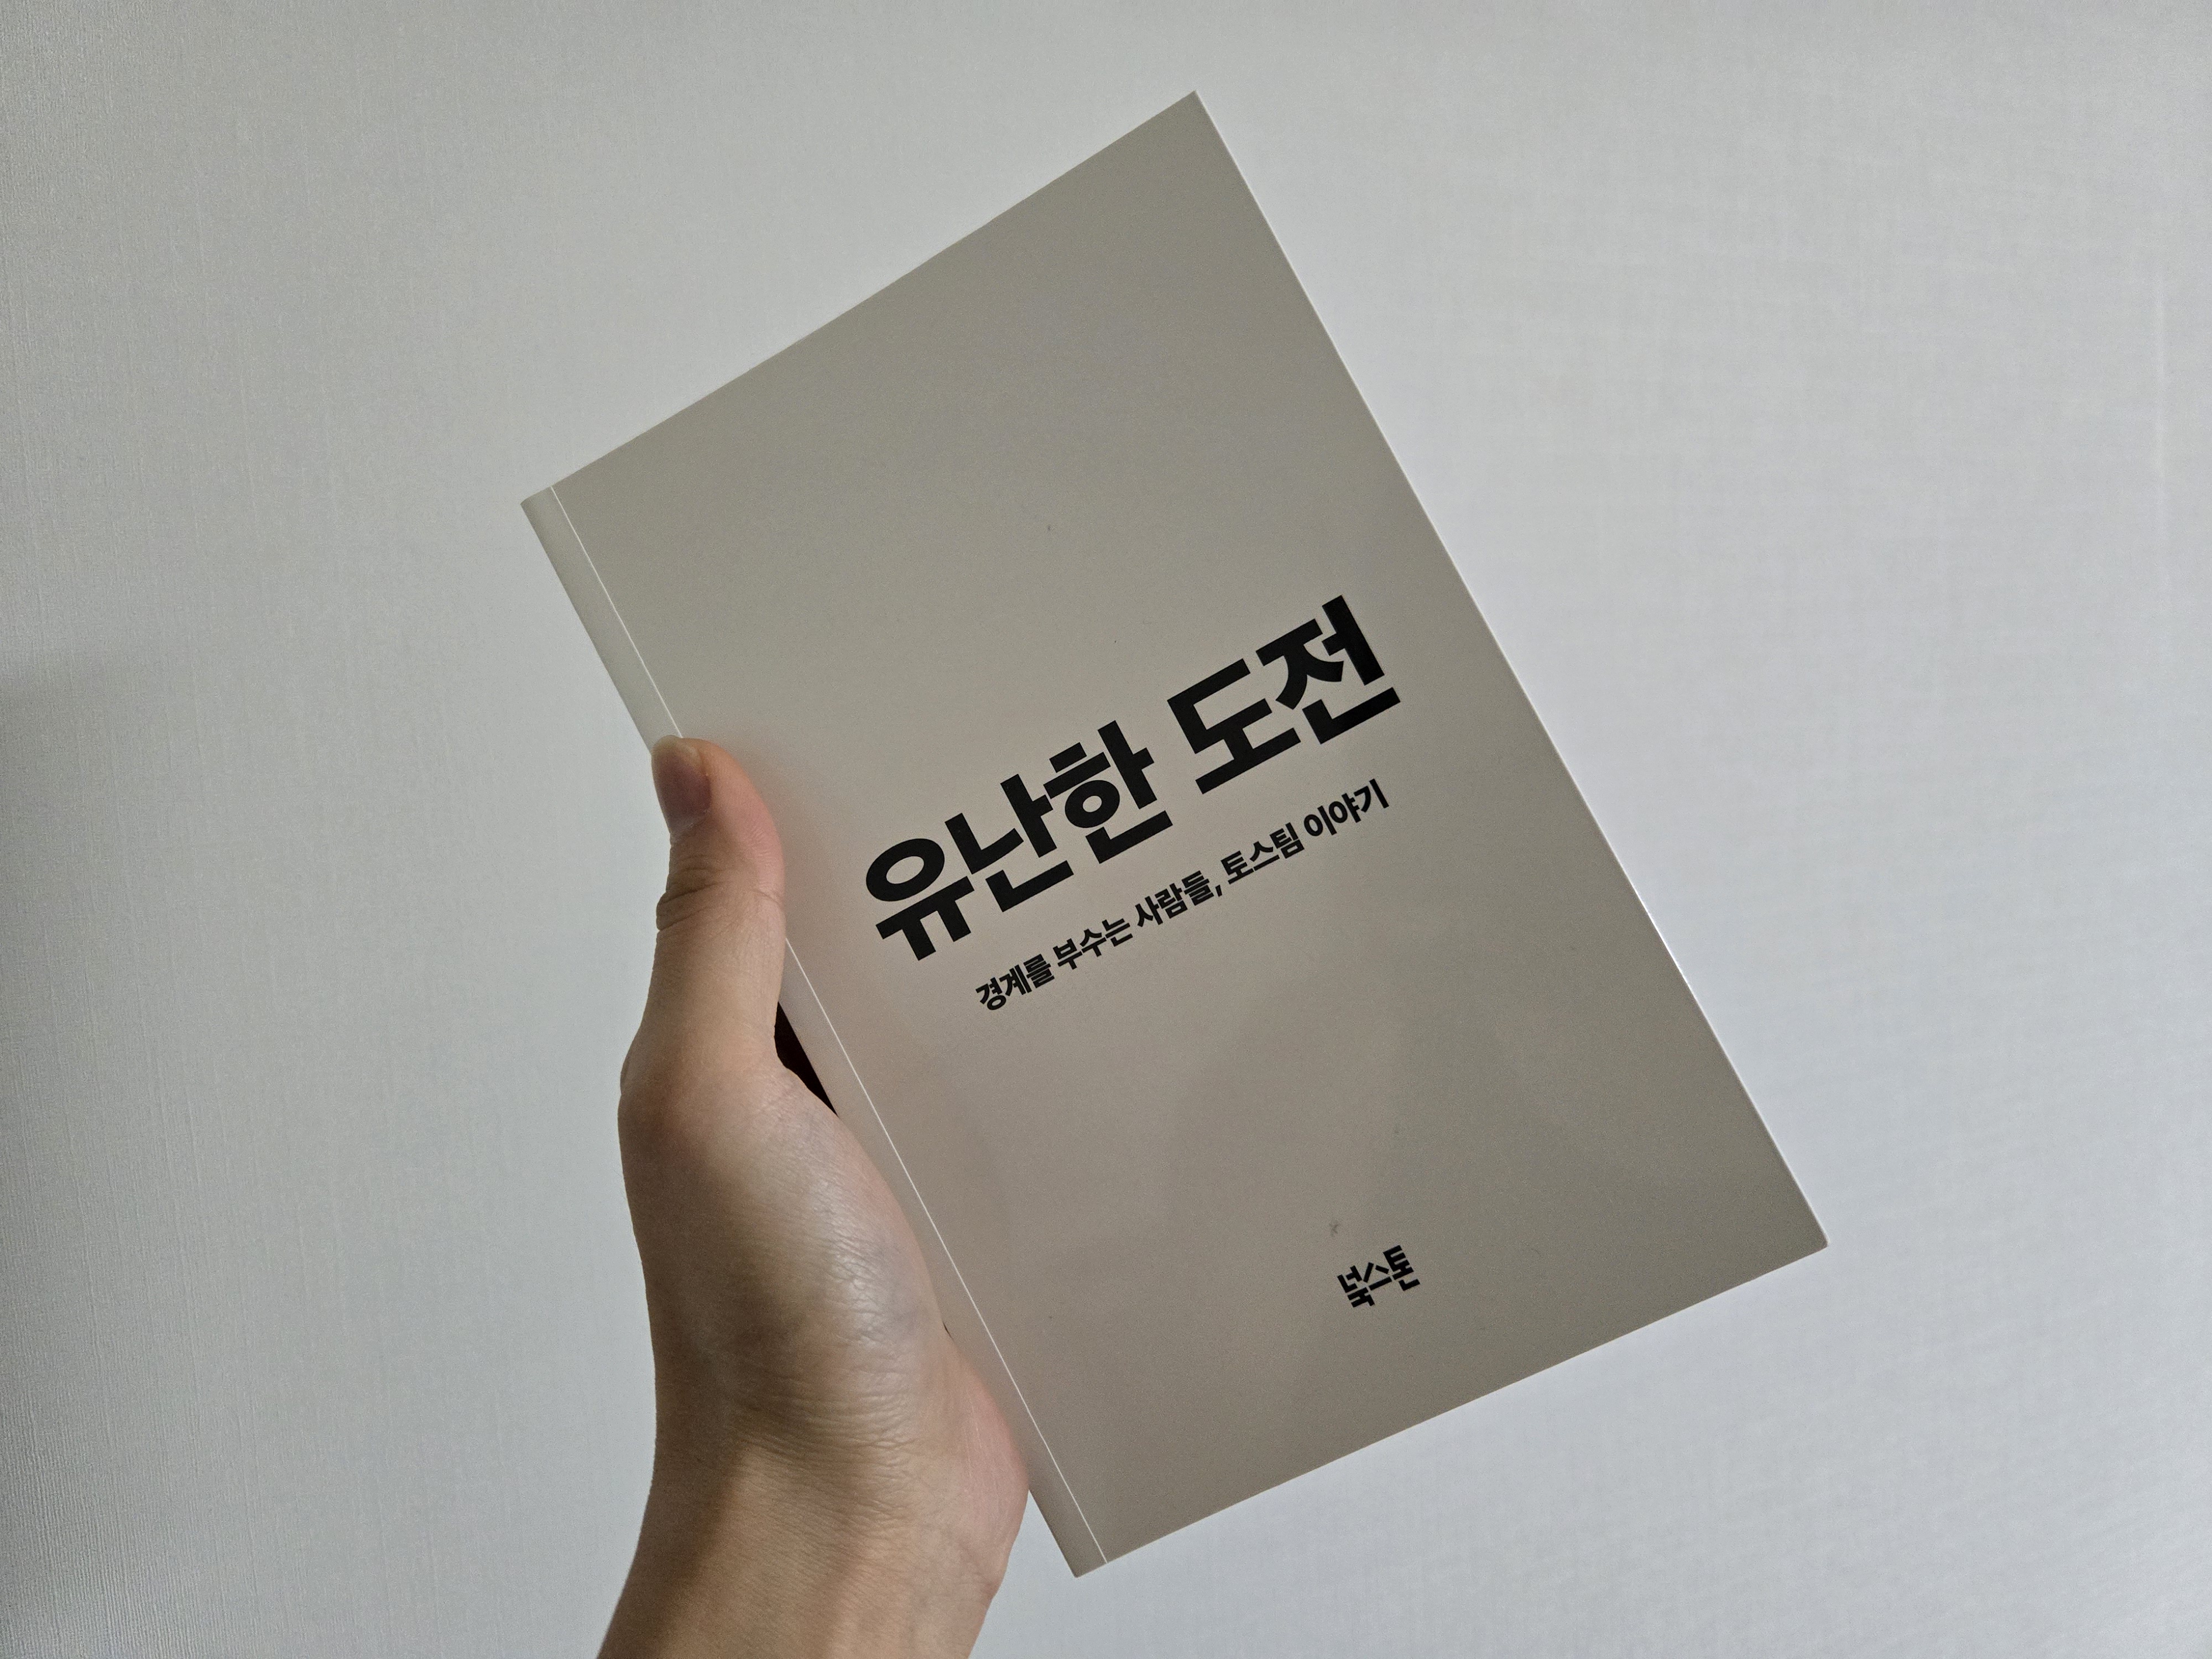 유난한 도전
경계를 부수는 사람들, 토스팀 이야기
북스톤